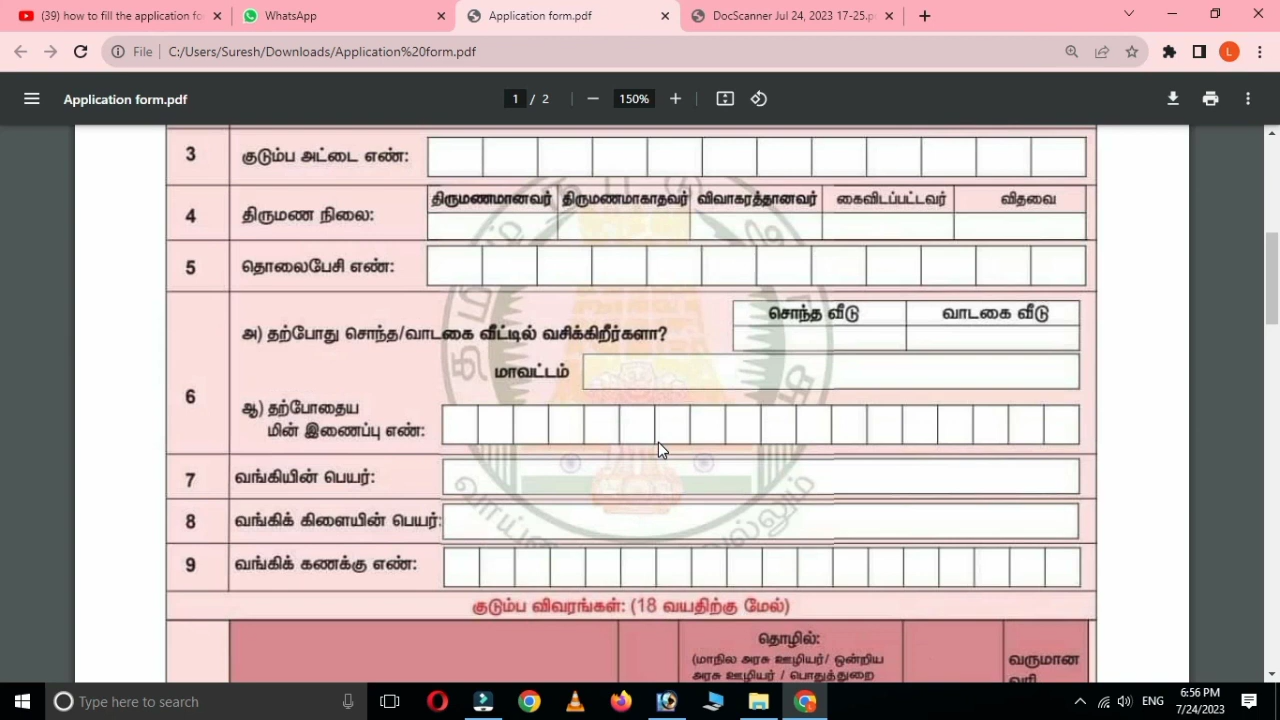 (39) how to fill the application fo
WhatsApp
Application form.pdf
DocScanner Jul 24, 2023 17-25.p
File
C:/Users/Suresh/Downloads/Application%20form.pdf
L
Application form.pdf
1 / 2
150%
3 குடும்ப அட்டை எண்:
4 திருமண நிலை:
திருமணமானவர் திருமணமாகாதவர் விவாகரத்தானவர் கைவிடப்பட்டவர் விதவை
5 தொலைபேசி எண்:
6
அ) தற்போது சொந்த/வாடகை வீட்டில் வசிக்கிறீர்களா?
சொந்த வீடு வாடகை வீடு
மாவட்டம்
ஆ) தற்போதைய
மின் இணைப்பு எண்:
7 வங்கியின் பெயர்:
8 வங்கிக் கிளையின் பெயர்:
9 வங்கிக் கணக்கு எண்:
குடும்ப விவரங்கள்: (18 வயதிற்கு மேல்)
தொழில்:
(மாநில அரசு ஊழியர்/ ஒன்றிய
அரசு ஊழியர் / பொதுத்துறை
வருமான
வரி
Type here to search
ENG
6:56 PM
7/24/2023